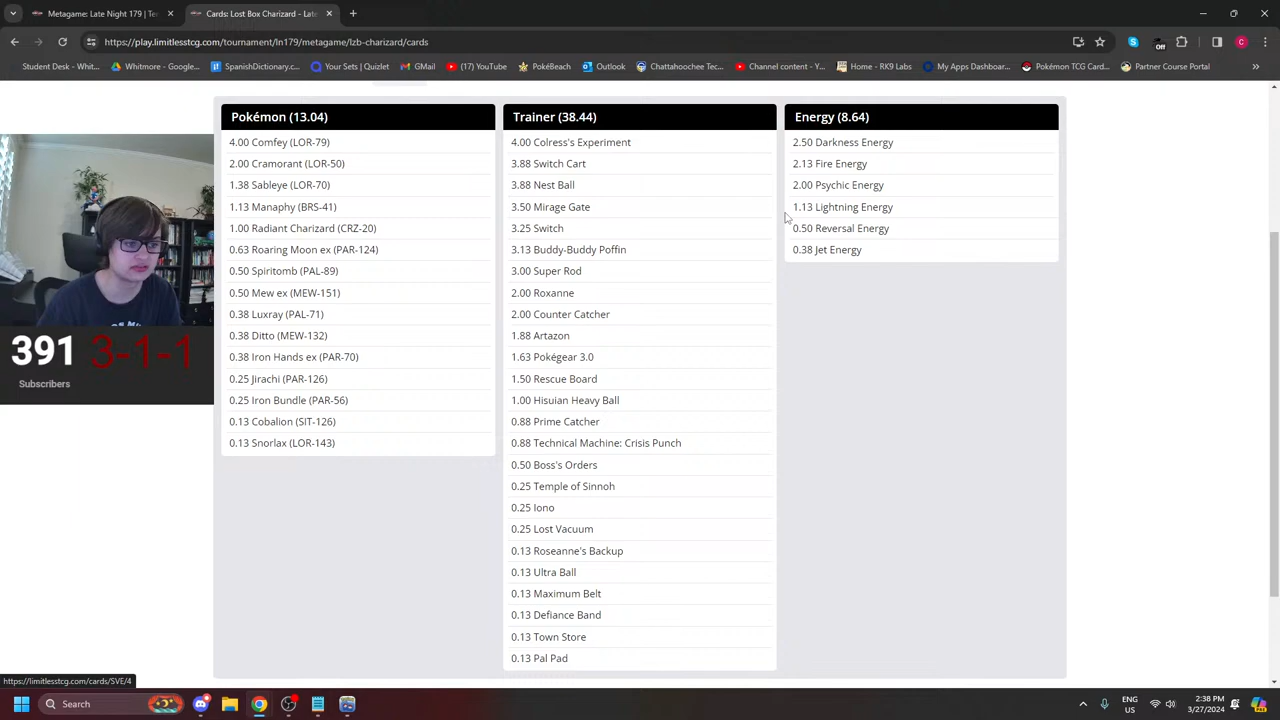 Metagame: Late Night 179 | Te
Cards: Lost Box Charizard – Late
https://play.limitlesstcg.com/tournament/ln179/metagame/lzb-charizard/cards
Student Desk - Whit...
Whitmore - Google...
SpanishDictionary.c...
Your Sets | Quizlet
GMail
(17) YouTube
PokéBeach
Outlook
Chattahoochee Tec...
Channel content - Y...
Home - RK9 Labs
My Apps Dashboar...
Pokémon TCG Card...
Partner Course Portal
Pokémon (13.04)
4.00 Comfey (LOR-79)
2.00 Cramorant (LOR-50)
1.38 Sableye (LOR-70)
1.13 Manaphy (BRS-41)
1.00 Radiant Charizard (CRZ-20)
0.63 Roaring Moon ex (PAR-124)
0.50 Spiritomb (PAL-89)
0.50 Mew ex (MEW-151)
0.38 Luxray (PAL-71)
0.38 Ditto (MEW-132)
0.38 Iron Hands ex (PAR-70)
0.25 Jirachi (PAR-126)
0.25 Iron Bundle (PAR-56)
0.13 Cobalion (SIT-126)
0.13 Snorlax (LOR-143)
Trainer (38.44)
4.00 Colress's Experiment
3.88 Switch Cart
3.88 Nest Ball
3.50 Mirage Gate
3.25 Switch
3.13 Buddy-Buddy Poffin
3.00 Super Rod
2.00 Roxanne
2.00 Counter Catcher
1.88 Artazon
1.63 Pokégear 3.0
1.50 Rescue Board
1.00 Hisuian Heavy Ball
0.88 Prime Catcher
0.88 Technical Machine: Crisis Punch
0.50 Boss's Orders
0.25 Temple of Sinnoh
0.25 Iono
0.25 Lost Vacuum
0.13 Roseanne's Backup
0.13 Ultra Ball
0.13 Maximum Belt
0.13 Defiance Band
0.13 Town Store
0.13 Pal Pad
Energy (8.64)
2.50 Darkness Energy
2.13 Fire Energy
2.00 Psychic Energy
1.13 Lightning Energy
0.50 Reversal Energy
0.38 Jet Energy
391 3-1-1
Subscribers
https://limitlesstcg.com/cards/SVE/4
Search
ENG
US
2:38 PM
3/27/2024